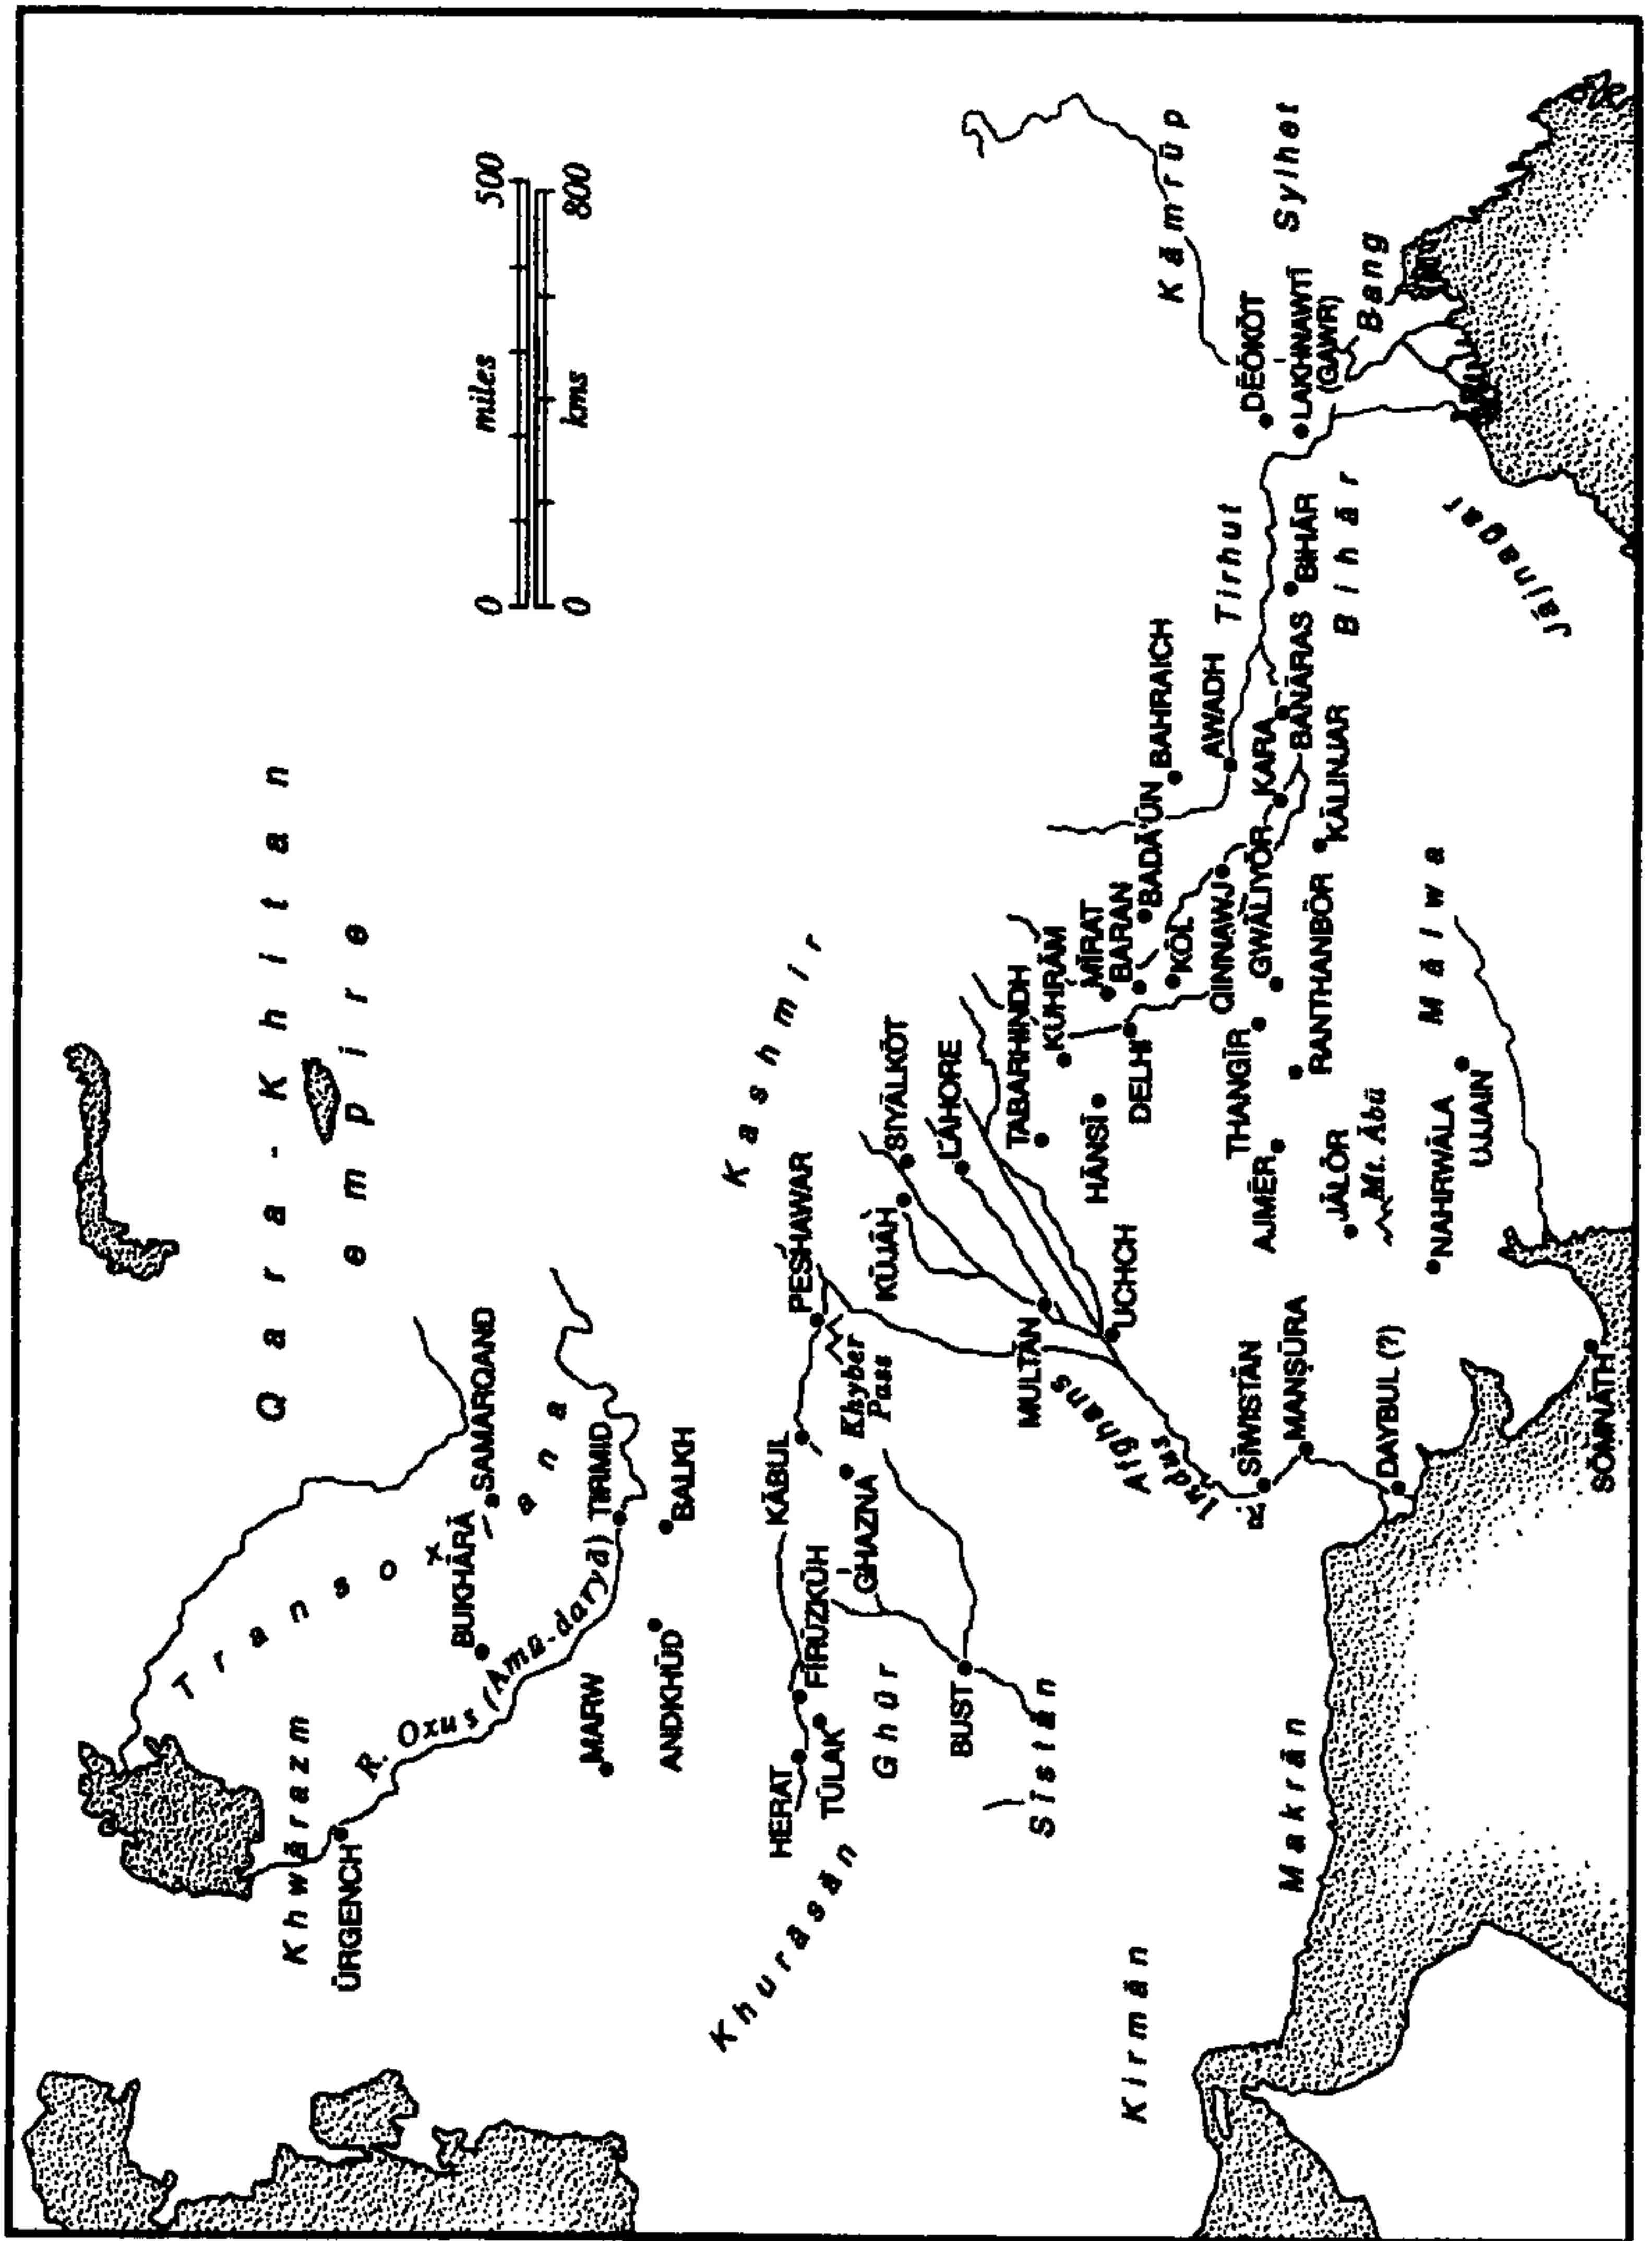 Qara-Khitan
empire
miles
0 500
0 800
kms
Khwārazm
ÜRGENCH
Transoxana
R. Oxus (Amū-daryā)
BUKHĀRĀ
SAMARQAND
TIRMID
MARW
BALKH
ANDKHŪD
Khurāsān
HERAT
TŪLAK
FĪRŪZKŪH
KĀBUL
GHAZNA
Khyber
Pass
PESHAWAR
Kashmir
Ghūr
BUST
Sīstān
KŪJĀH
SIYĀLKŌT
LAHORE
MULTĀN
UCHCH
Afghans
R. Indus
TABARHINDH
KUHRĀM
HĀNSĪ
DELHI
MĪRAT
BARAN
BADĀ'ŪN
KŌL
BAHRAICH
AWADH
Tirhut
Kāmrūp
DĒŌKŌT
Sylhet
LAKHNAWTĪ
(GAWR)
Bang
Kirmān
Makrān
SĪWISTĀN
MANṢŪRA
DAYBUL (?)
SŌMNĀTH
THANGĪR
AJMĒR
QINNAWJ
GWĀLIYŌR
KARA
BANĀRAS
BIHĀR
Bihār
RANTHANBŌR
KĀLINJAR
JĀLŌR
Mt. Ābū
NAHRWĀLA
UJJAIN
Mālwa
Jājnagar